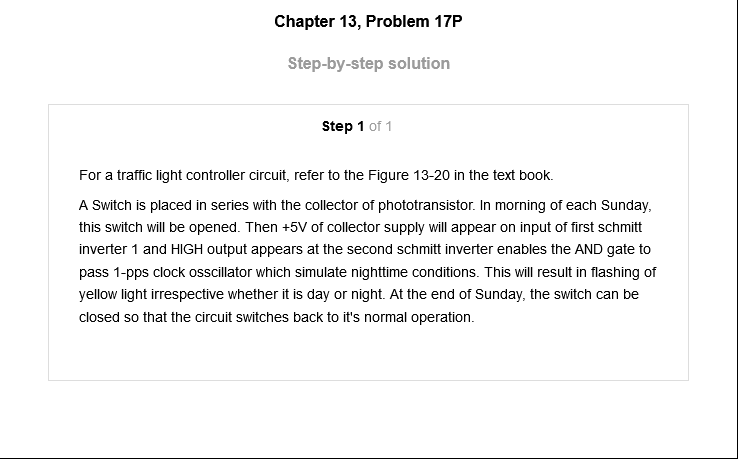 Chapter 13, Problem 17P
Step-by-step solution
Step 1 of 1
For a traffic light controller circuit, refer to the Figure 13-20 in the text book.
A Switch is placed in series with the collector of phototransistor. In morning of each Sunday,
this switch will be opened. Then +5V of collector supply will appear on input of first schmitt
inverter 1 and HIGH output appears at the second schmitt inverter enables the AND gate to
pass 1-pps clock osscillator which simulate nighttime conditions. This will result in flashing of
yellow light irrespective whether it is day or night. At the end of Sunday, the switch can be
closed so that the circuit switches back to it's normal operation.